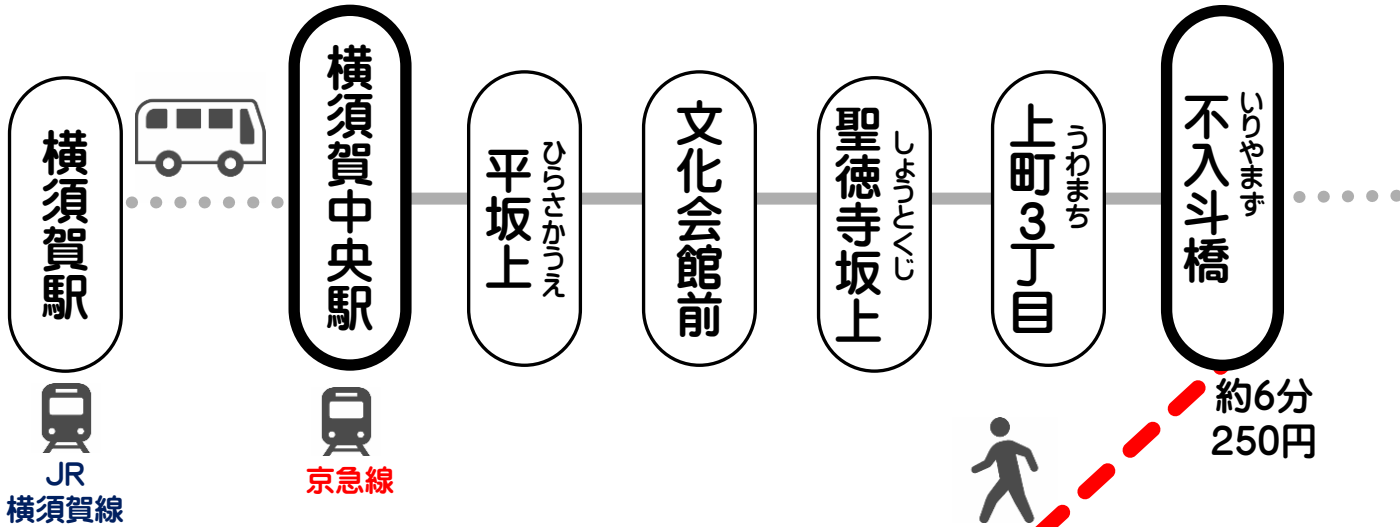 横須賀駅
横須賀中央駅
平坂上
ひらさかうえ
文化会館前
聖徳寺坂上
しょうとくじ
上町3丁目
うわまち
不入斗橋
いりやまず
JR
横須賀線
京急線
約6分
250円